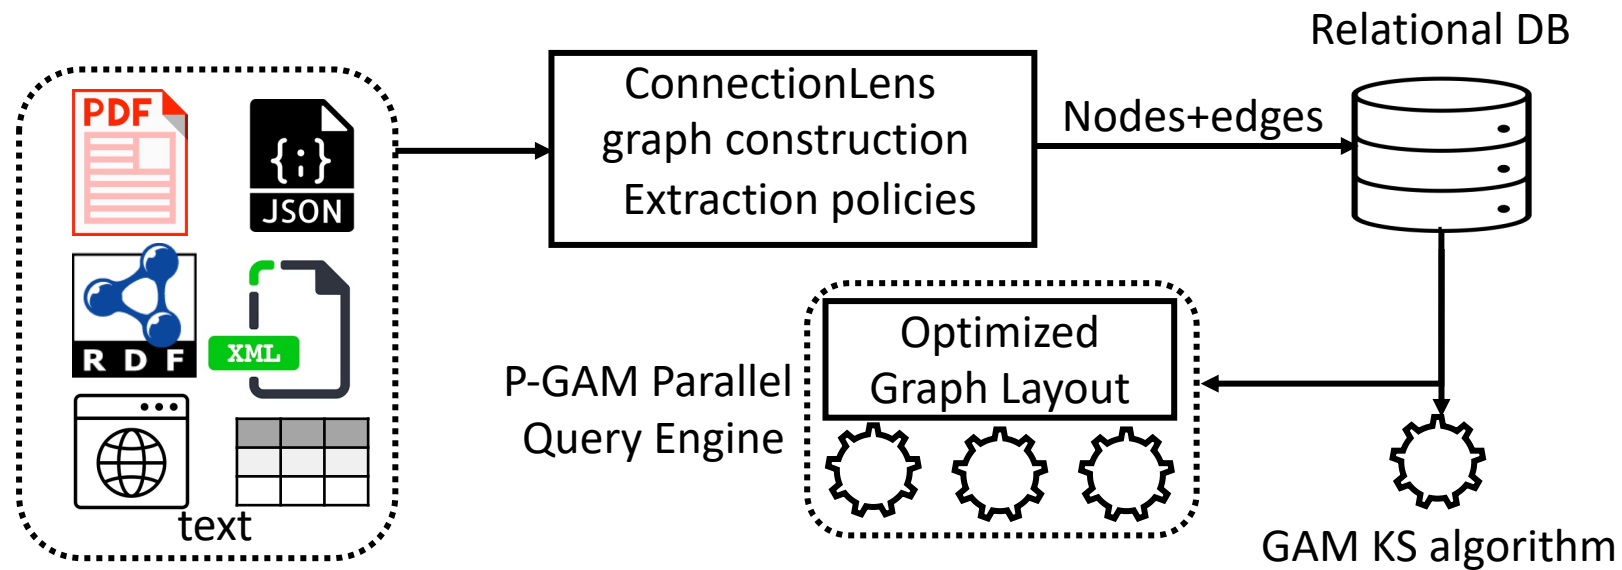 PDF
{;}
JSON
RDF
XML
text
ConnectionLens
graph construction
Extraction policies
Nodes+edges
Relational DB
Optimized
Graph Layout
P-GAM Parallel
Query Engine
GAM KS algorithm